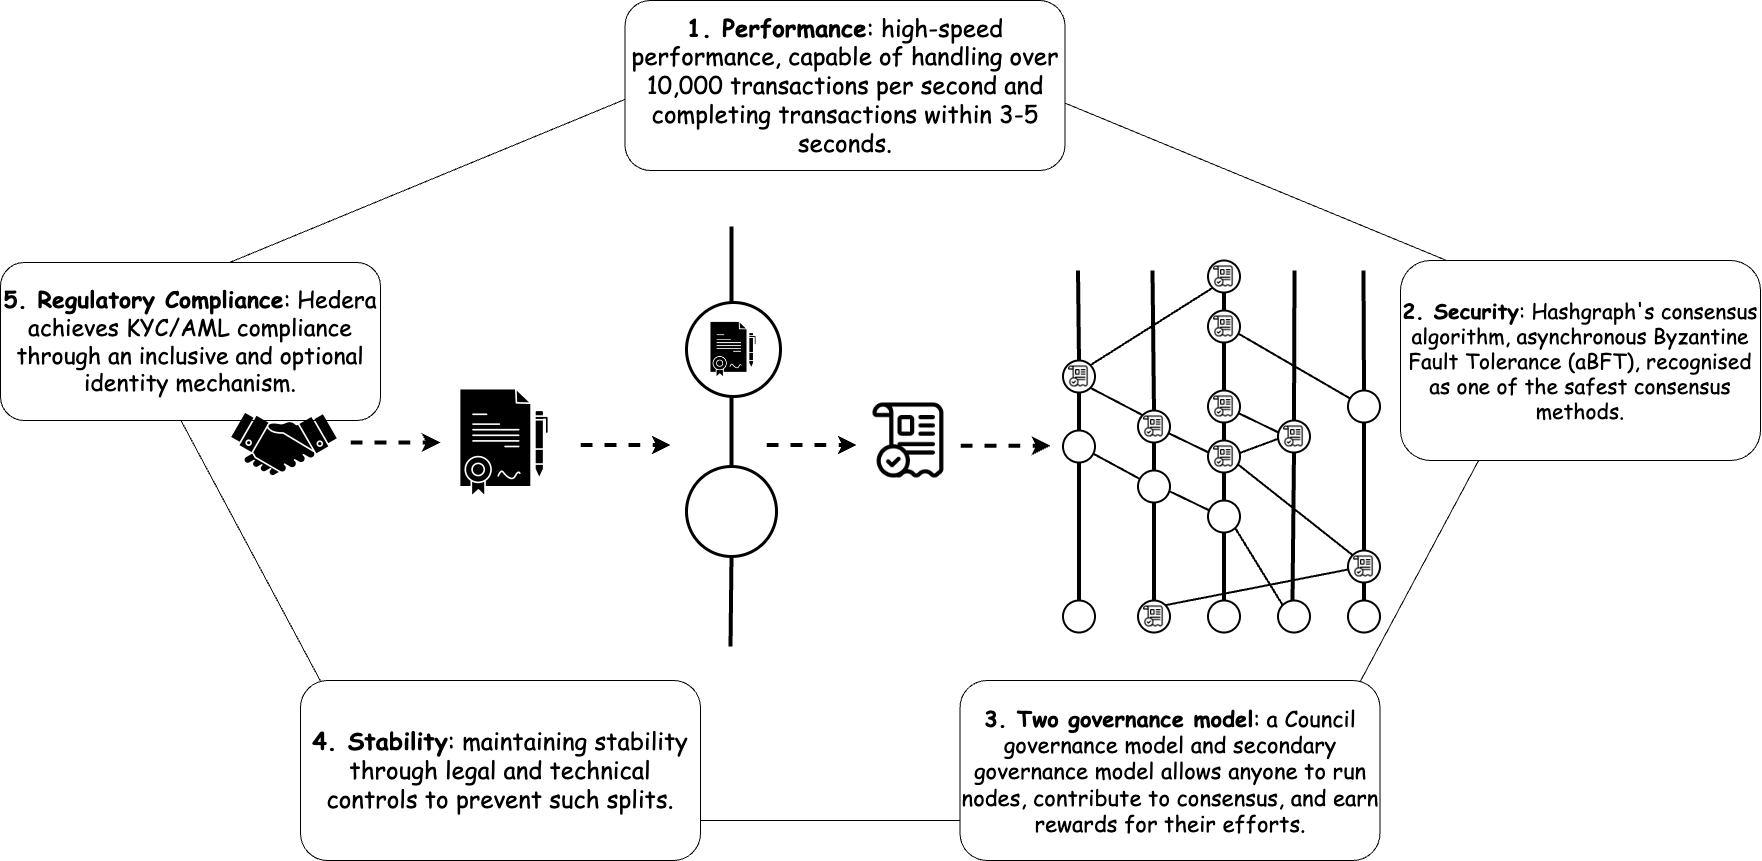 1. Performance: high-speed
performance, capable of handling over
10,000 transactions per second and
completing transactions within 3-5
seconds.
5. Regulatory Compliance: Hedera
achieves KYC/AML compliance
through an inclusive and optional
identity mechanism.
2. Security: Hashgraph's consensus
algorithm, asynchronous Byzantine
Fault Tolerance (aBFT), recognised
as one of the safest consensus
methods.
4. Stability: maintaining stability
through legal and technical
controls to prevent such splits.
3. Two governance model: a Council
governance model and secondary
governance model allows anyone to run
nodes, contribute to consensus, and earn
rewards for their efforts.